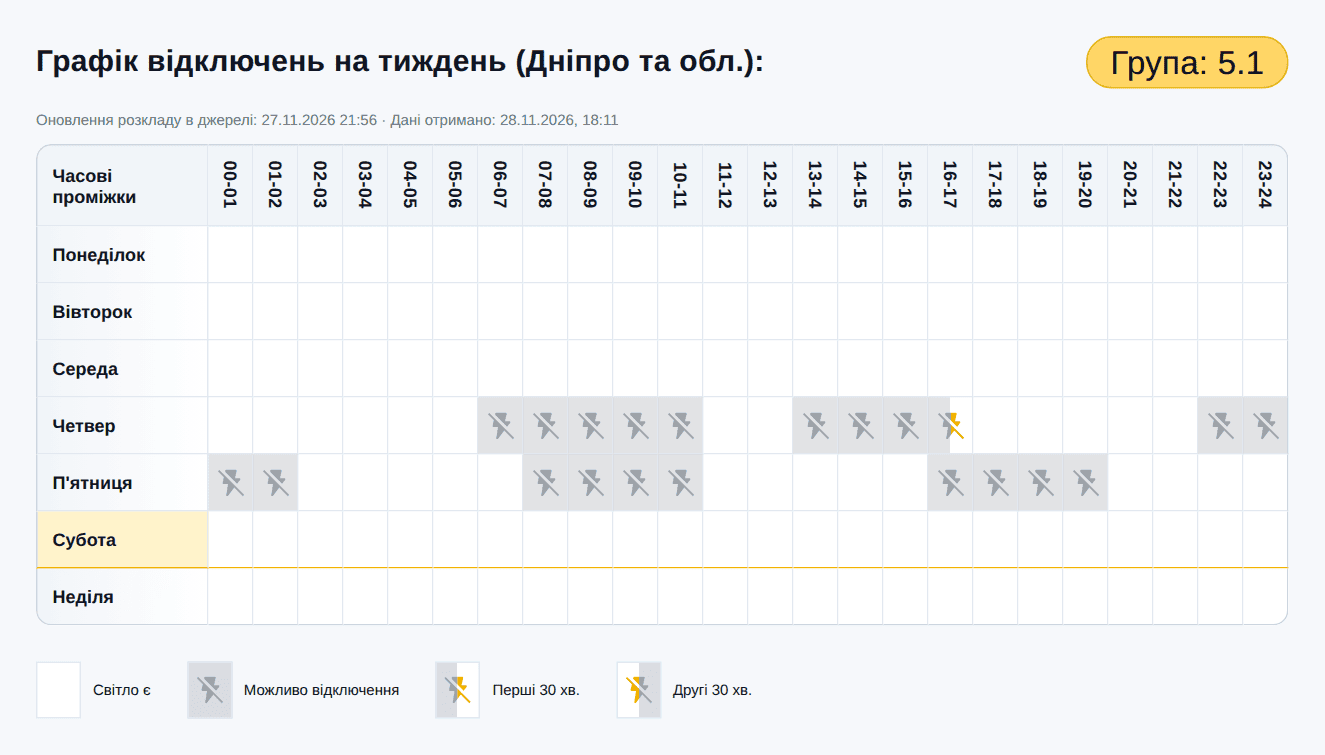 Графік відключень на тиждень (Дніпро та обл.):
Група: 5.1
Оновлення розкладу в джерелі: 27.11.2026 21:56 · Дані отримано: 28.11.2026, 18:11
Часові
проміжки
00-01
01-02
02-03
03-04
04-05
05-06
06-07
07-08
08-09
09-10
10-11
11-12
12-13
13-14
14-15
15-16
16-17
17-18
18-19
19-20
20-21
21-22
22-23
23-24
Понеділок
Вівторок
Середа
Четвер
П'ятниця
Субота
Неділя
Світло є
Можливо відключення
Перші 30 хв.
Другі 30 хв.